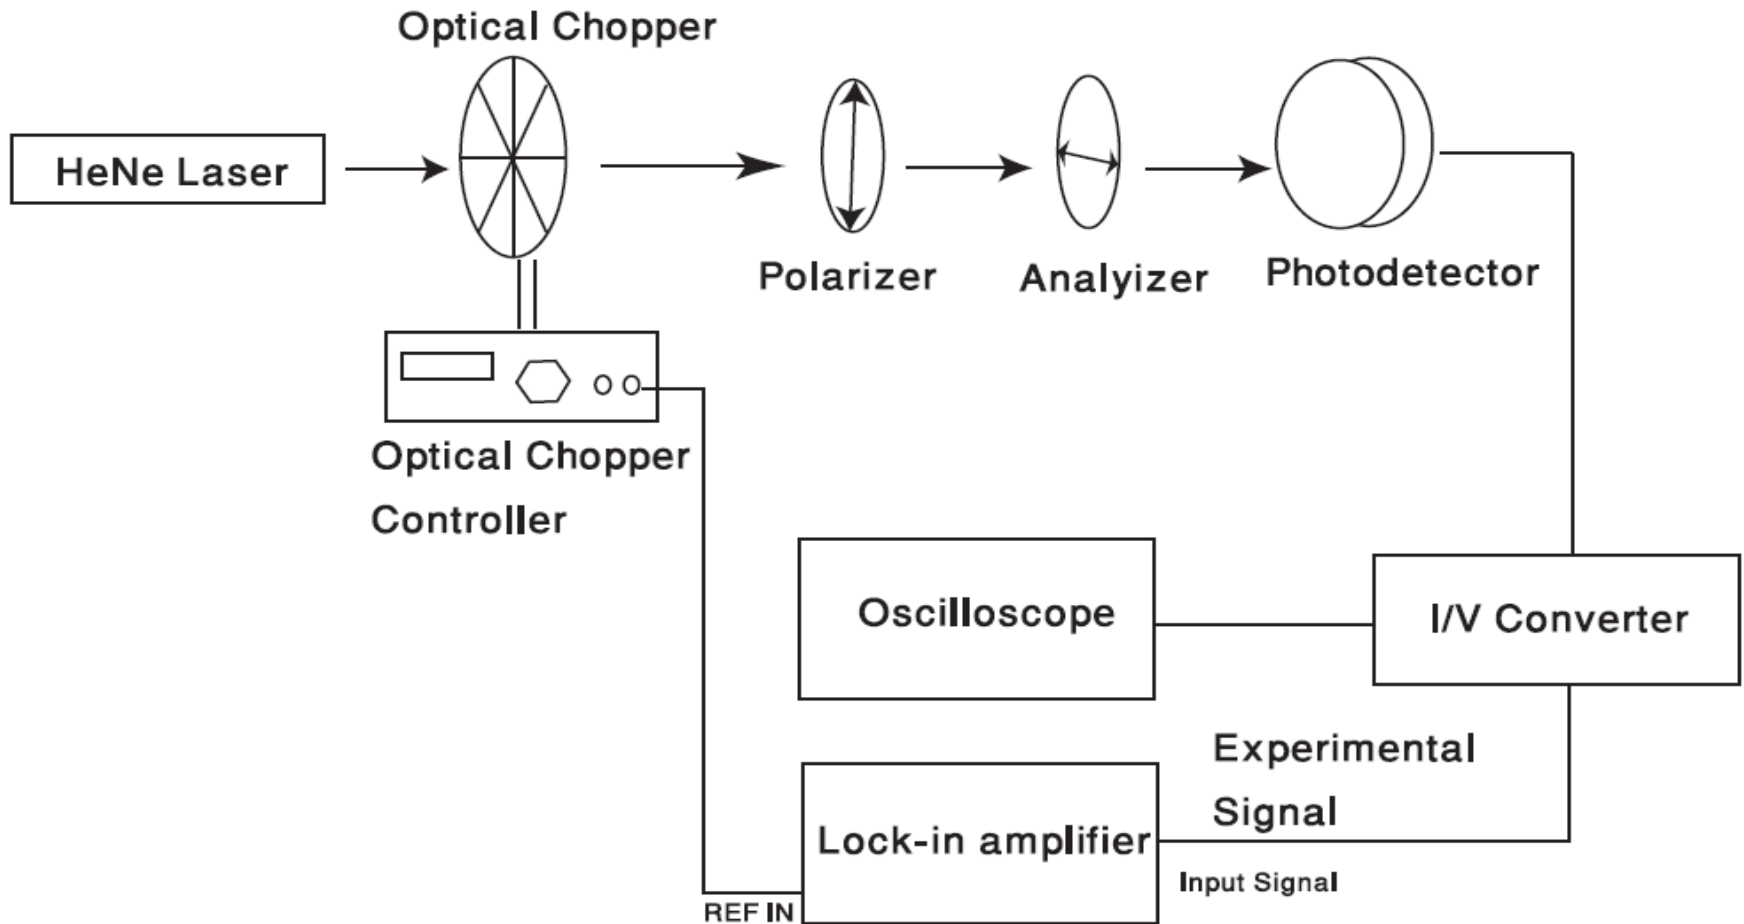 Optical Chopper
HeNe Laser
Polarizer
Analyizer
Photodetector
Optical Chopper
Controller
Oscilloscope
I/V Converter
Experimental
Signal
Lock-in amplifier
Input Signal
REF IN